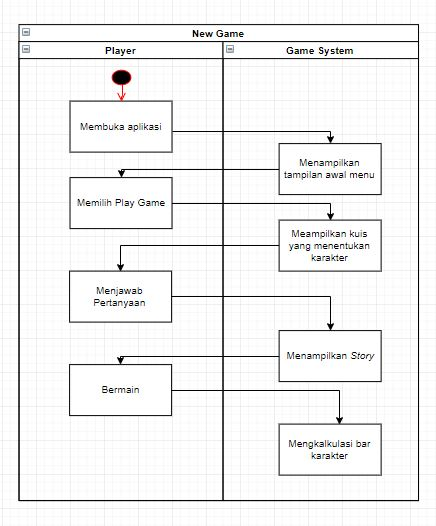 New Game
Player
Game System
Membuka aplikasi
Menampilkan
tampilan awal menu
Memilih Play Game
Meampilkan kuis
yang menentukan
karakter
Menjawab
Pertanyaan
Menampilkan Story
Bermain
Mengkalkulasi bar
karakter